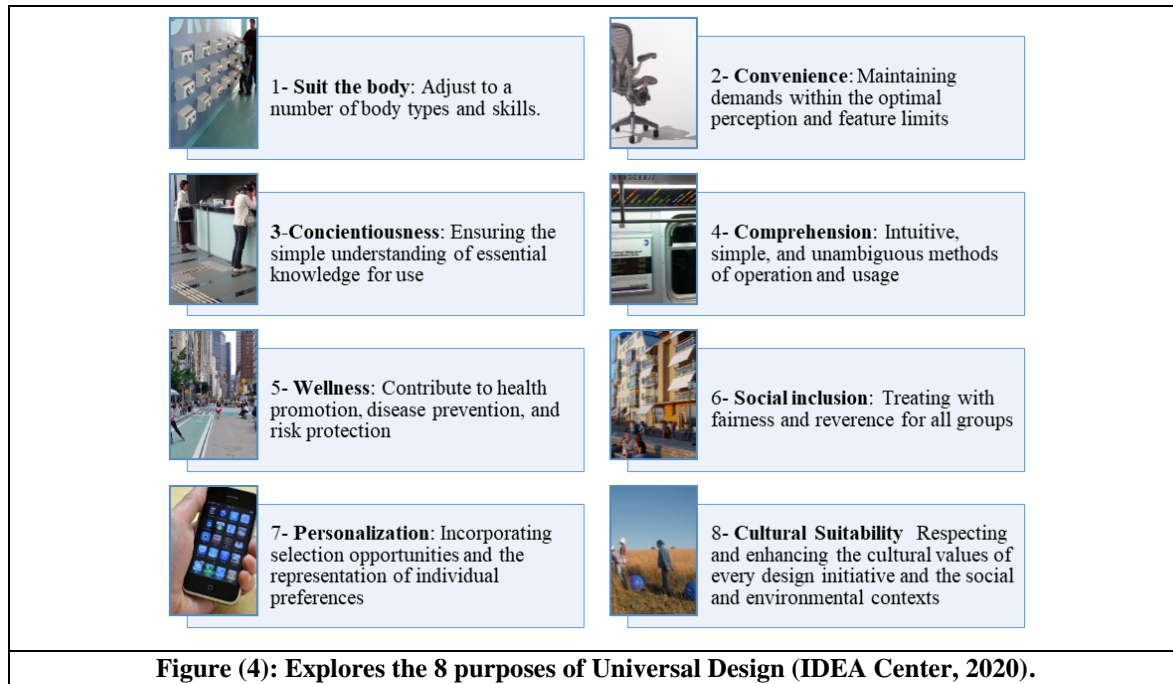 1- Suit the body: Adjust to a
number of body types and skills.
2- Convenience: Maintaining
demands within the optimal
perception and feature limits
3-Concientiousness: Ensuring the
simple understanding of essential
knowledge for use
4- Comprehension: Intuitive,
simple, and unambiguous methods
of operation and usage
5- Wellness: Contribute to health
promotion, disease prevention, and
risk protection
6- Social inclusion: Treating with
fairness and reverence for all groups
7- Personalization: Incorporating
selection opportunities and the
representation of individual
preferences
8- Cultural Suitability Respecting
and enhancing the cultural values of
every design initiative and the social
and environmental contexts
Figure (4): Explores the 8 purposes of Universal Design (IDEA Center, 2020).